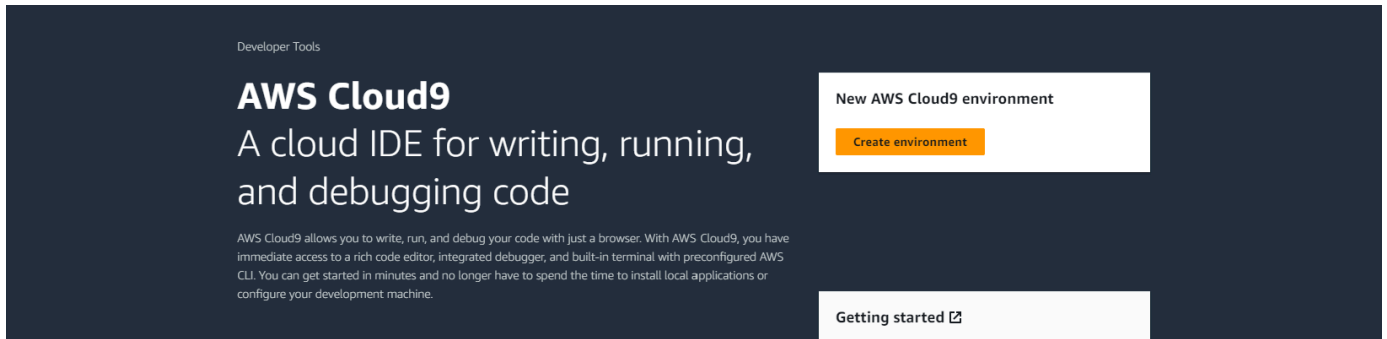 Developer Tools
AWS Cloud9
A cloud IDE for writing, running,
and debugging code
AWS Cloud9 allows you to write, run, and debug your code with just a browser. With AWS Cloud9, you have
immediate access to a rich code editor, integrated debugger, and built-in terminal with preconfigured AWS
CLI. You can get started in minutes and no longer have to spend the time to install local applications or
configure your development machine.
New AWS Cloud9 environment
Create environment
Getting started